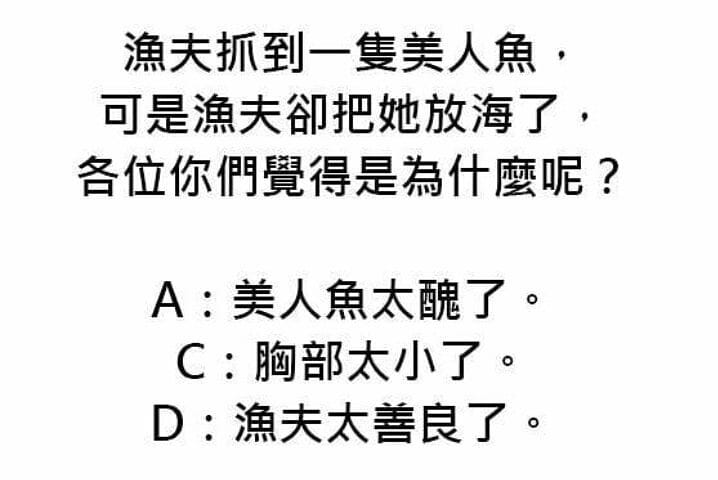 漁夫抓到一隻美人魚，
可是漁夫卻把她放海了，
各位你們覺得是為什麼呢？
A：美人魚太醜了。
C：胸部太小了。
D：漁夫太善良了。